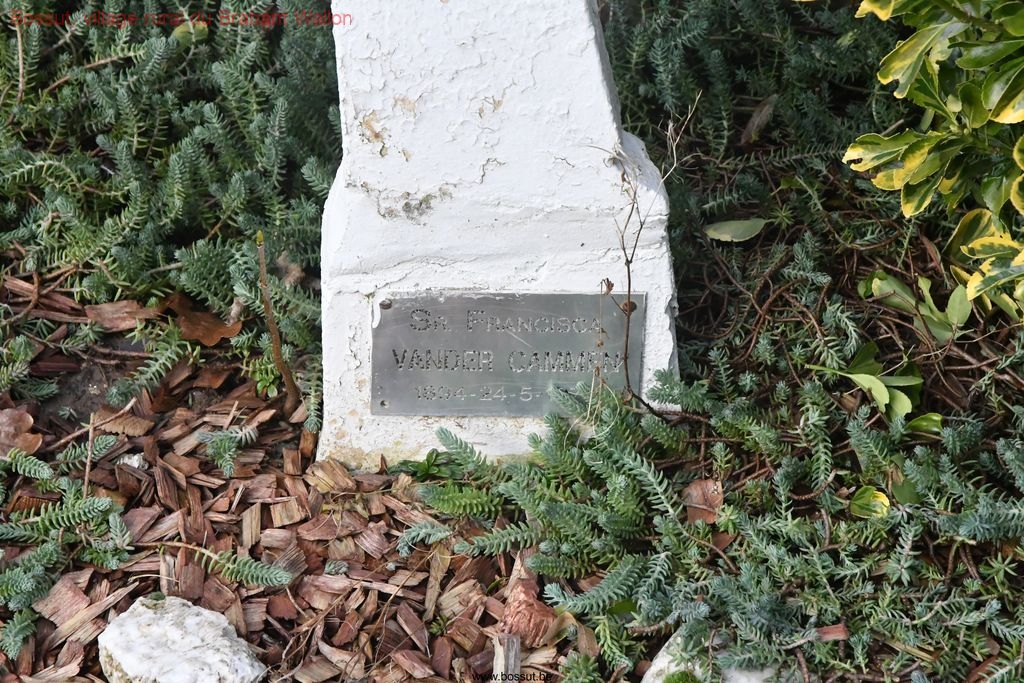 Bossut, village rural du Brabant Wallon
Sr. Francisca
VANDER CAMMEN
1894-24-5-
www.bossut.be